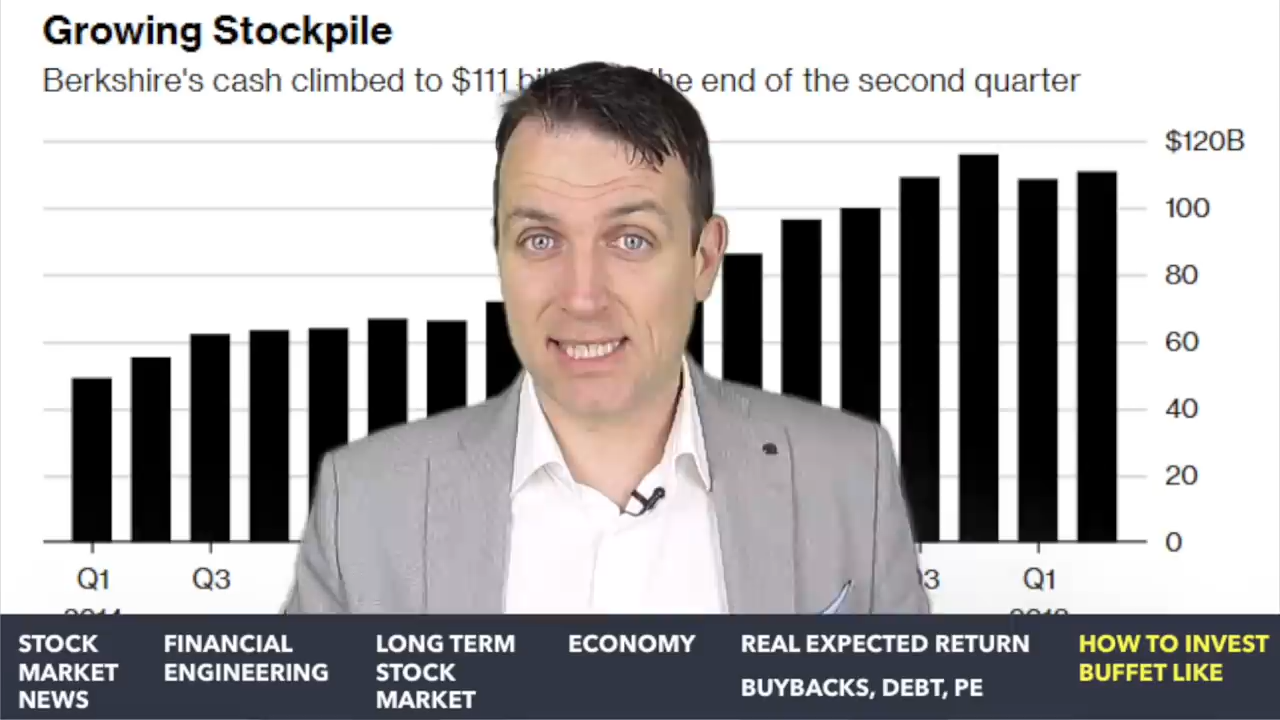 Growing Stockpile
Berkshire's cash climbed to $111 the end of the second quarter
$120B
100
80
60
40
20
0
Q1
Q3
Q1
STOCK MARKET NEWS
FINANCIAL ENGINEERING
LONG TERM STOCK MARKET
ECONOMY
REAL EXPECTED RETURN
BUYBACKS, DEBT, PE
HOW TO INVEST BUFFET LIKE